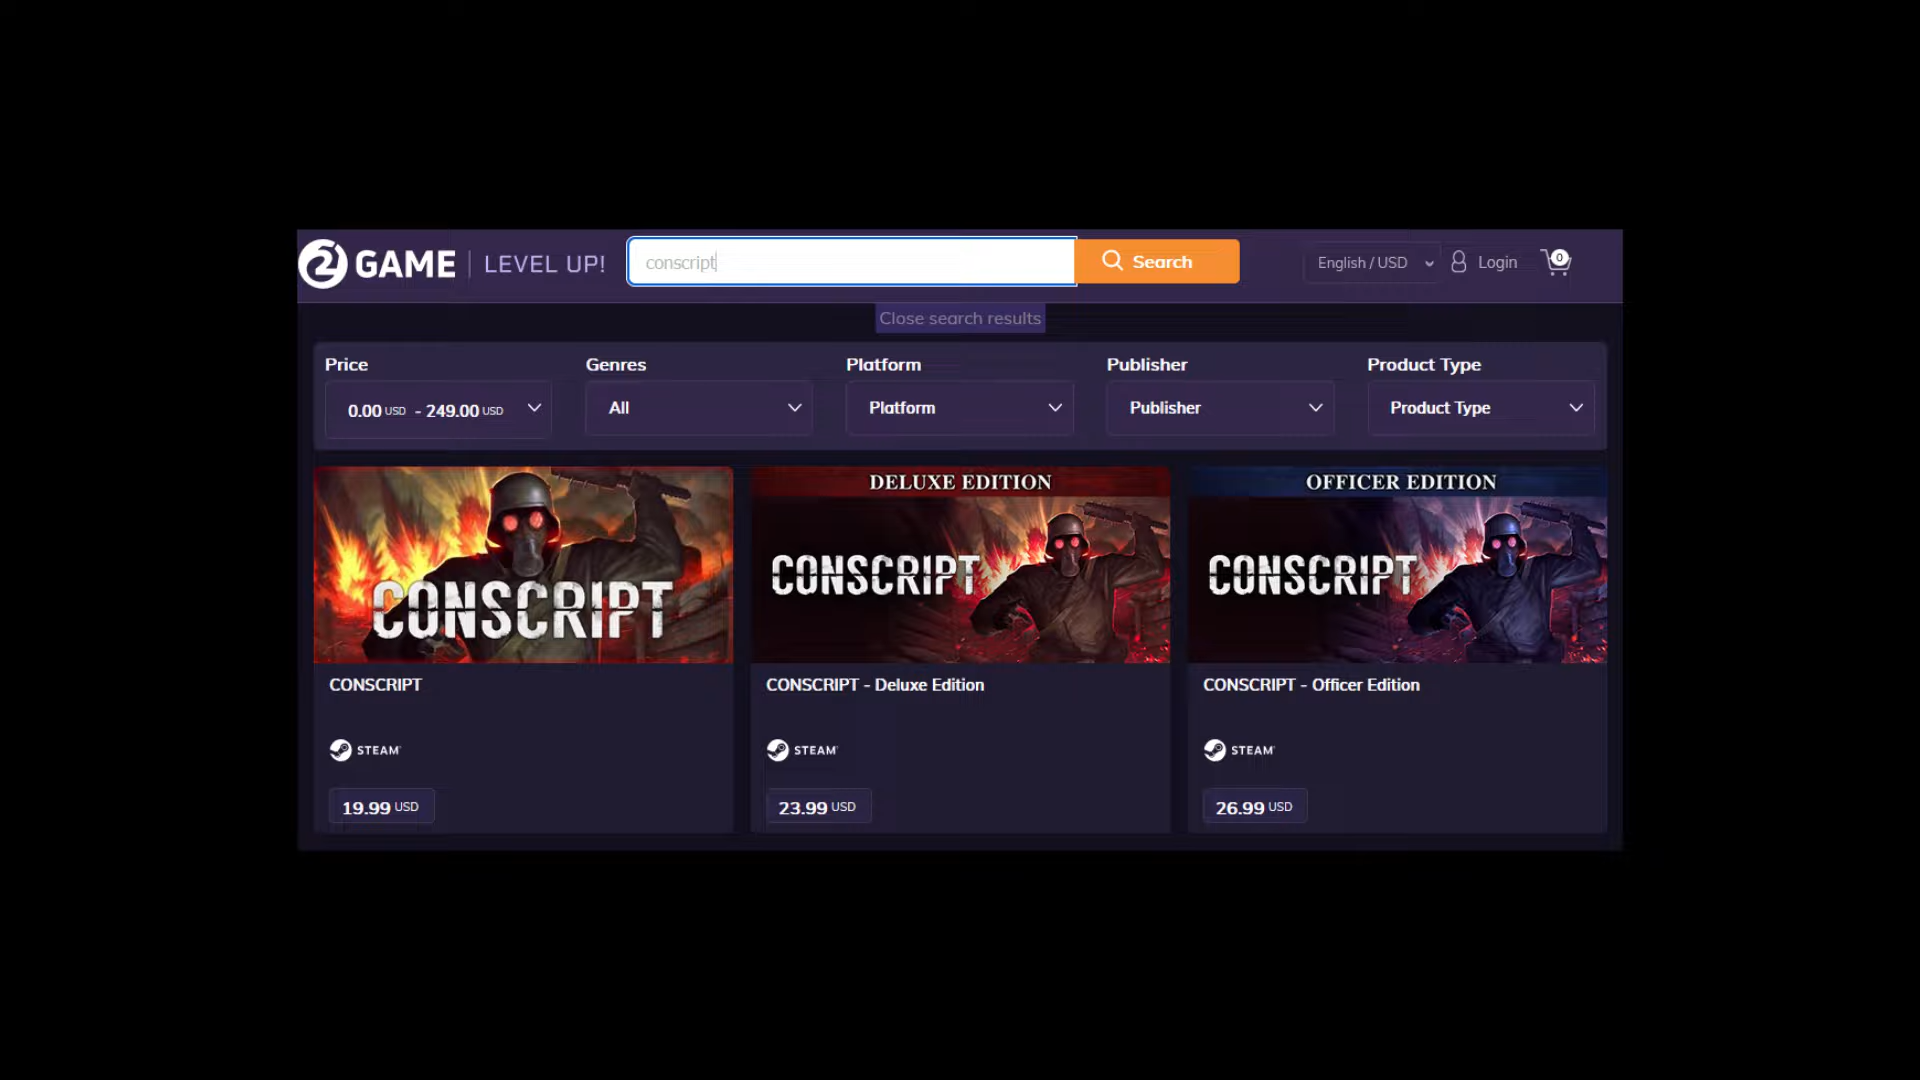 2 GAME | LEVEL UP!
conscript
Search
English / USD
Login
0
Close search results
Price
Genres
Platform
Publisher
Product Type
0.00 USD - 249.00 USD
All
Platform
Publisher
Product Type
CONSCRIPT
DELUXE EDITION
CONSCRIPT
OFFICER EDITION
CONSCRIPT
CONSCRIPT
CONSCRIPT - Deluxe Edition
CONSCRIPT - Officer Edition
STEAM
STEAM
STEAM
19.99 USD
23.99 USD
26.99 USD